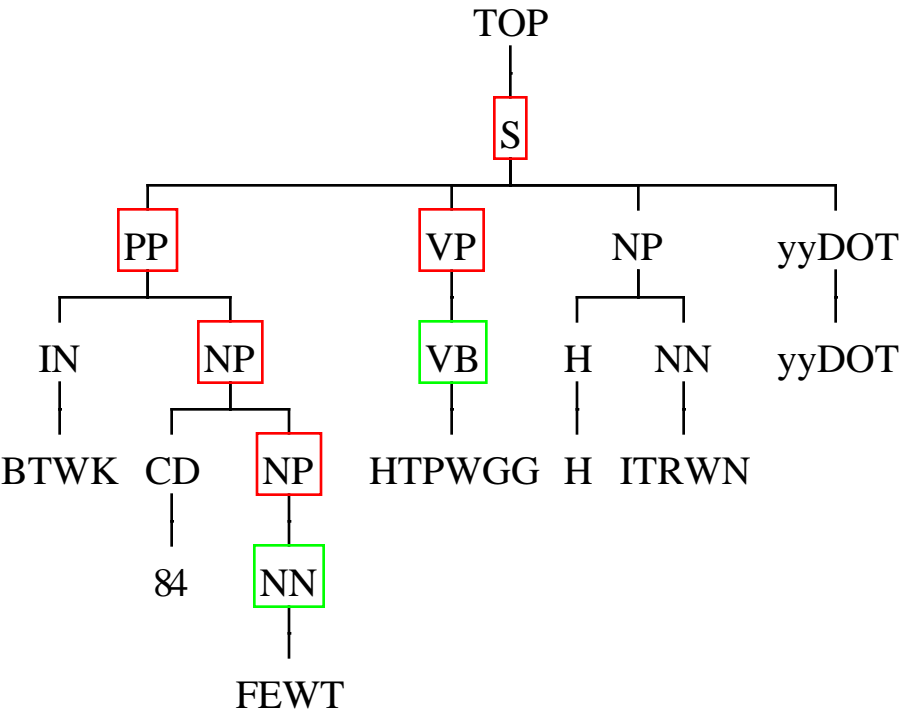 TOP
S
PP VP NP yyDOT
IN NP VB H NN yyDOT
BTWK CD NP HTPWGG H ITRWN
84 NN
FEWT